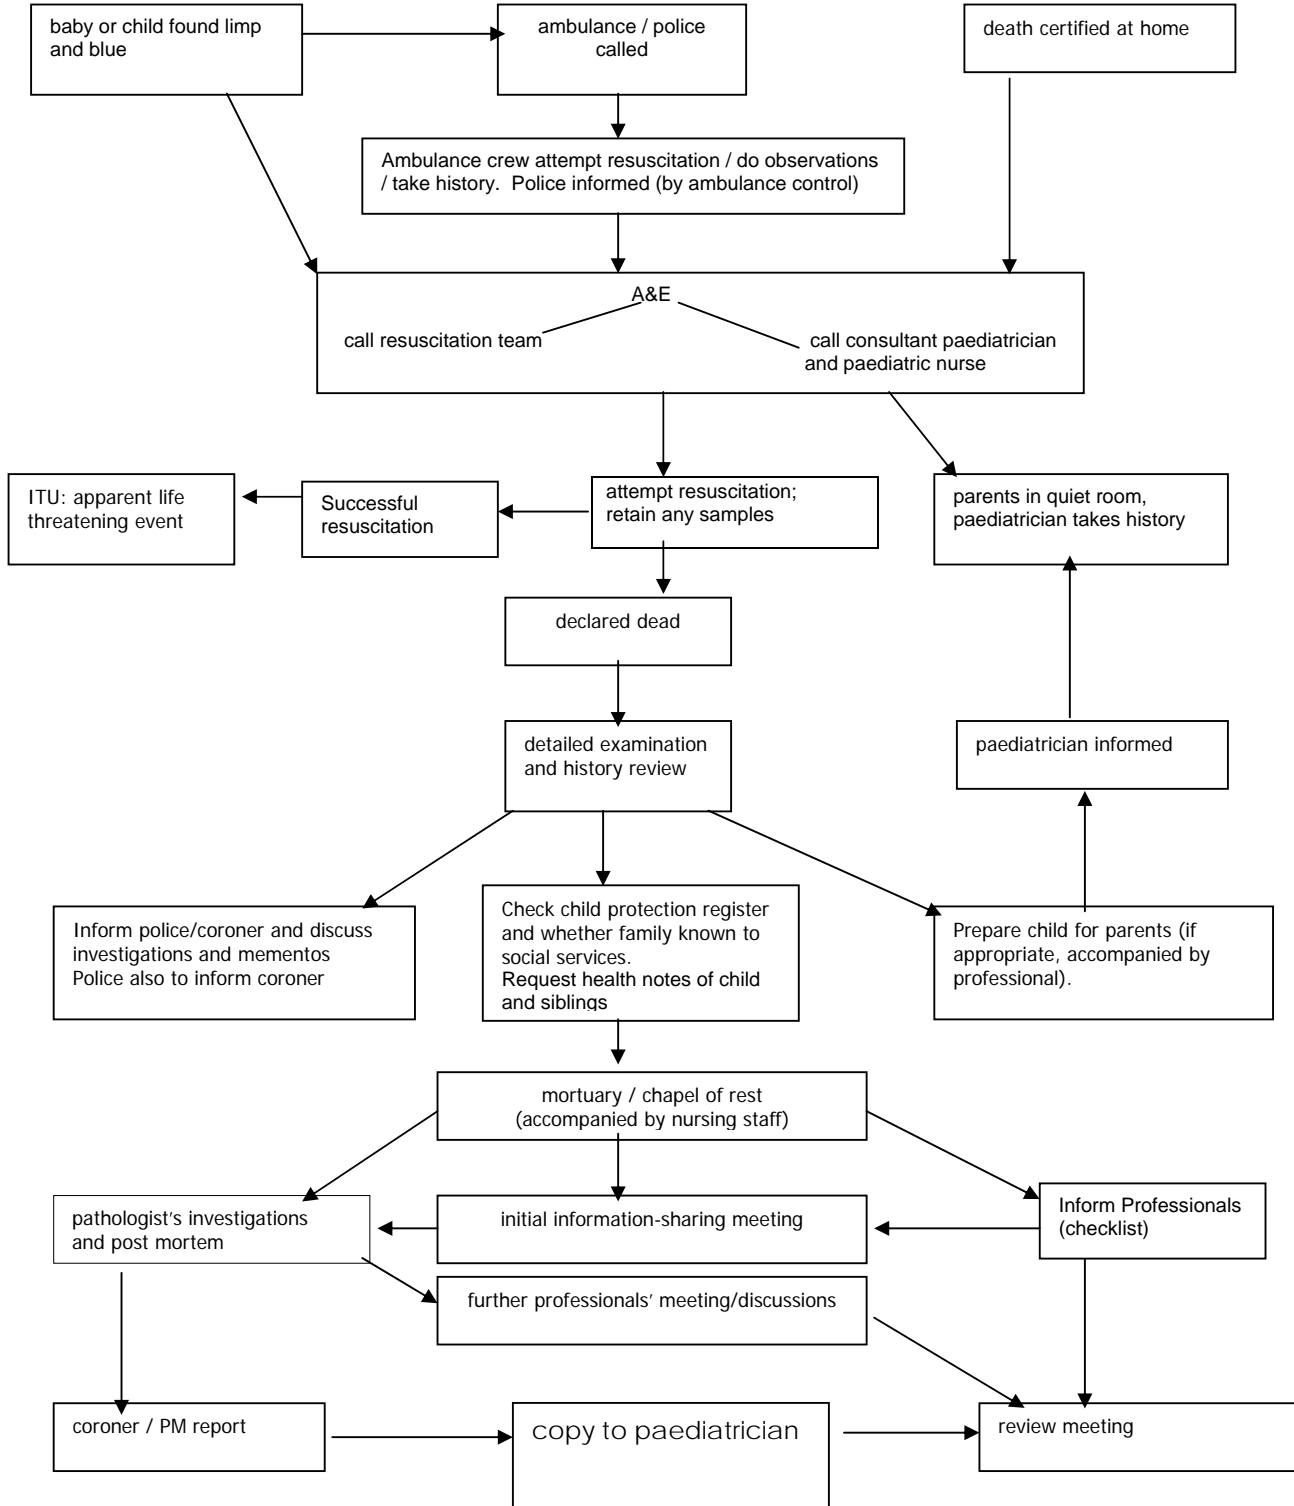 baby or child found limp
and blue
ambulance / police
called
death certified at home
Ambulance crew attempt resuscitation / do observations
/ take history.  Police informed (by ambulance control)
A&E
call resuscitation team
call consultant paediatrician
and paediatric nurse
ITU: apparent life
threatening event
Successful
resuscitation
attempt resuscitation;
retain any samples
parents in quiet room,
paediatrician takes history
declared dead
detailed examination
and history review
paediatrician informed
Inform police/coroner and discuss
investigations and mementos
Police also to inform coroner
Check child protection register
and whether family known to
social services.
Request health notes of child
and siblings
Prepare child for parents (if
appropriate, accompanied by
professional).
mortuary / chapel of rest
(accompanied by nursing staff)
pathologist's investigations
and post mortem
initial information-sharing meeting
Inform Professionals
(checklist)
further professionals' meeting/discussions
coroner / PM report
copy to paediatrician
review meeting